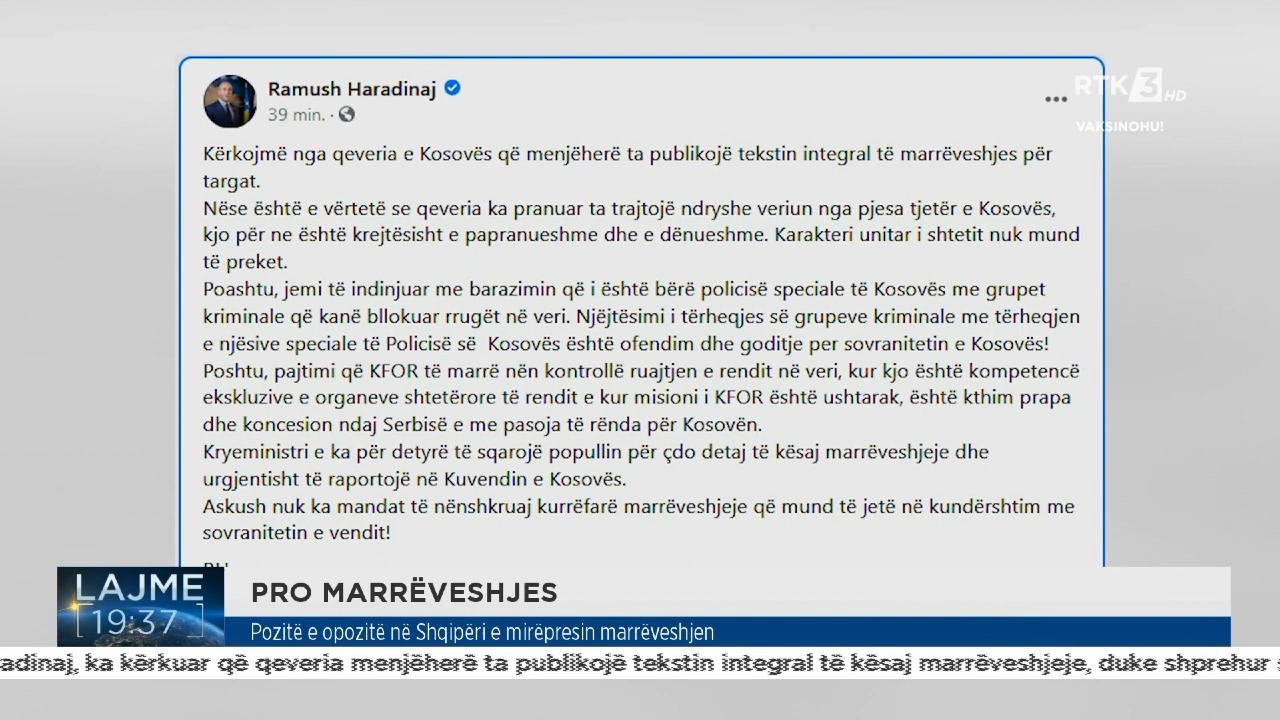 Ramush Haradinaj
39 min. ·
RTK 3 HD
VAKSINOHU!
Kërkojmë nga qeveria e Kosovës që menjëherë ta publikojë tekstin integral të marrëveshjes për
targat.
Nëse është e vërtetë se qeveria ka pranuar ta trajtojë ndryshe veriun nga pjesa tjetër e Kosovës,
kjo për ne është krejtësisht e papranueshme dhe e dënueshme. Karakteri unitar i shtetit nuk mund
të preket.
Poashtu, jemi të indinjuar me barazimin që i është bërë policisë speciale të Kosovës me grupet
kriminale që kanë bllokuar rrugët në veri. Njëjtësimi i tërheqjes së grupeve kriminale me tërheqjen
e njësive speciale të Policisë së  Kosovës është ofendim dhe goditje per sovranitetin e Kosovës!
Poshtu, pajtimi që KFOR të marrë nën kontrollë ruajtjen e rendit në veri, kur kjo është kompetencë
ekskluzive e organeve shtetërore të rendit e kur misioni i KFOR është ushtarak, është kthim prapa
dhe koncesion ndaj Serbisë e me pasoja të rënda për Kosovën.
Kryeministri e ka për detyrë të sqarojë popullin për çdo detaj të kësaj marrëveshjeje dhe
urgjentisht të raportojë në Kuvendin e Kosovës.
Askush nuk ka mandat të nënshkruaj kurrëfarë marrëveshjeje që mund të jetë në kundërshtim me
sovranitetin e vendit!
LAJME
19:37
PRO MARRËVESHJES
Pozitë e opozitë në Shqipëri e mirëpresin marrëveshjen
adinaj, ka kërkuar që qeveria menjëherë ta publikojë tekstin integral të kësaj marrëveshjeje, duke shprehur